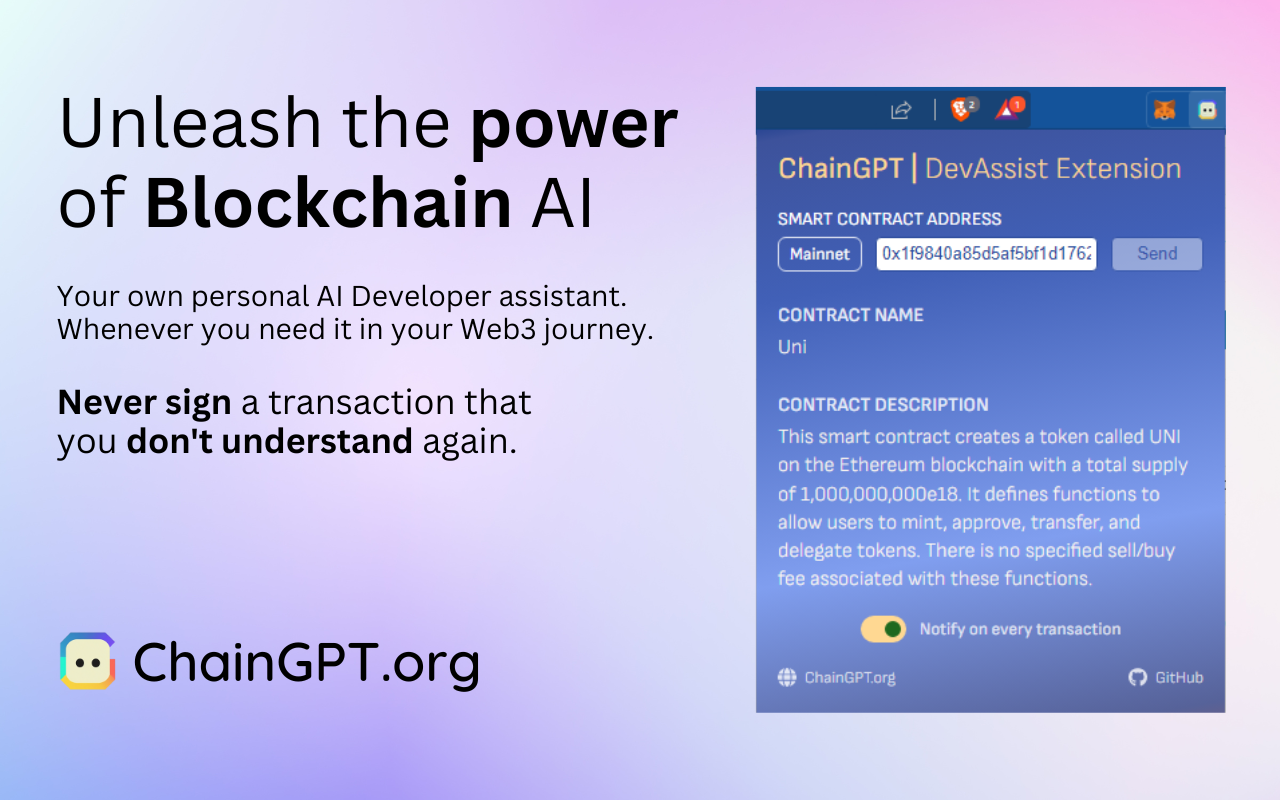 Unleash the power
of Blockchain AI
Your own personal AI Developer assistant.
Whenever you need it in your Web3 journey.
Never sign a transaction that
you don't understand again.
ChainGPT.org
2
1
ChainGPT | DevAssist Extension
SMART CONTRACT ADDRESS
Mainnet 0x1f9840a85d5af5bf1d1762 Send
CONTRACT NAME
Uni
CONTRACT DESCRIPTION
This smart contract creates a token called UNI
on the Ethereum blockchain with a total supply
of 1,000,000,000e18. It defines functions to
allow users to mint, approve, transfer, and
delegate tokens. There is no specified sell/buy
fee associated with these functions.
Notify on every transaction
ChainGPT.org GitHub